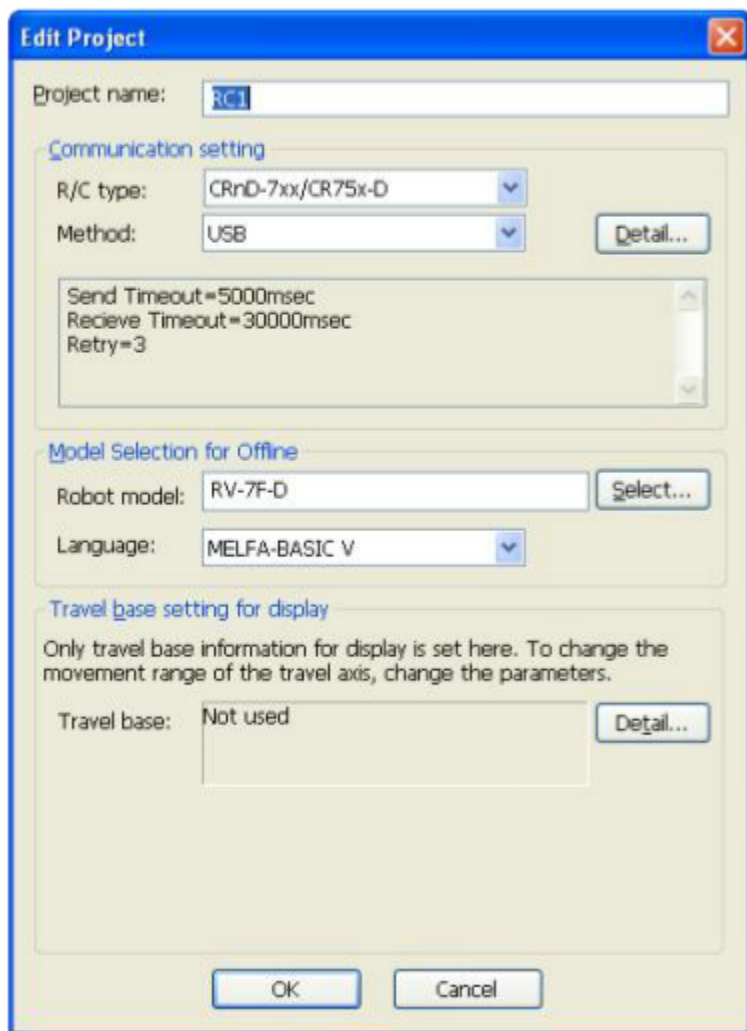 Edit Project
Project name: RC1
Communication setting
R/C type: CRnD-7xx/CR75x-D
Method: USB Detail...
Send Timeout=5000msec
Recieve Timeout=30000msec
Retry=3
Model Selection for Offline
Robot model: RV-7F-D Select...
Language: MELFA-BASIC V
Travel base setting for display
Only travel base information for display is set here. To change the
movement range of the travel axis, change the parameters.
Travel base: Not used Detail...
OK Cancel